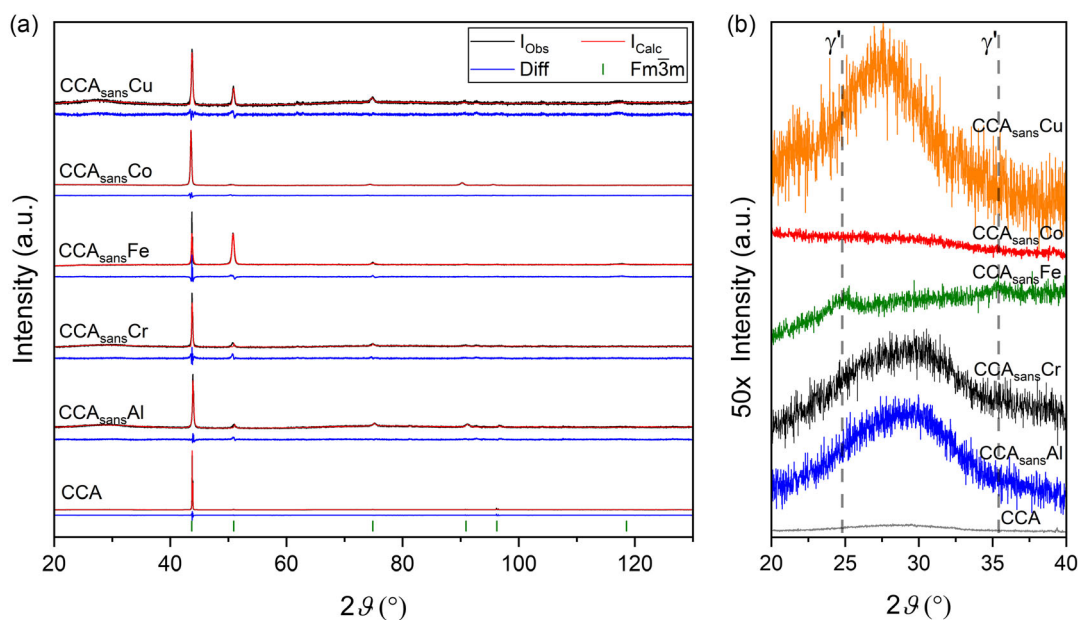 (a)
I_Obs I_Calc
Diff Fm3̅m
CCA_sansCu
CCA_sansCo
CCA_sansFe
CCA_sansCr
CCA_sansAl
CCA
Intensity (a.u.)
20 40 60 80 100 120
2ϑ (°)
(b)
γ' γ'
CCA_sansCu
CCA_sansCo
CCA_sansFe
CCA_sansCr
CCA_sansAl
CCA
50x Intensity (a.u.)
20 25 30 35 40
2ϑ (°)